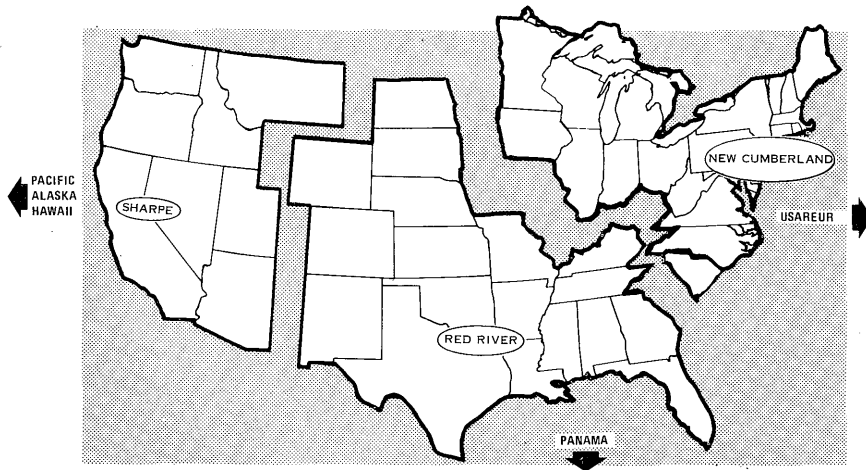 NEW CUMBERLAND
PACIFIC
ALASKA
HAWAII
SHARPE
USAREUR
RED RIVER
PANAMA